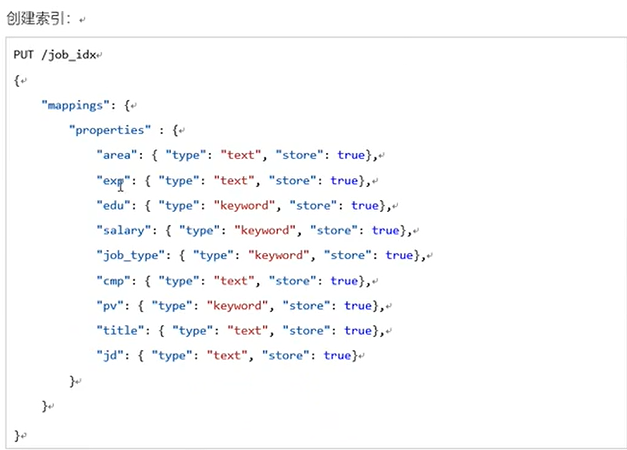 创建索引：
PUT /job_idx
{
"mappings": {
"properties" : {
"area": { "type": "text", "store": true},
"exp": { "type": "text", "store": true},
"edu": { "type": "keyword", "store": true},
"salary": { "type": "keyword", "store": true},
"job_type": { "type": "keyword", "store": true},
"cmp": { "type": "text", "store": true},
"pv": { "type": "keyword", "store": true},
"title": { "type": "text", "store": true},
"jd": { "type": "text", "store": true}
}
}
}